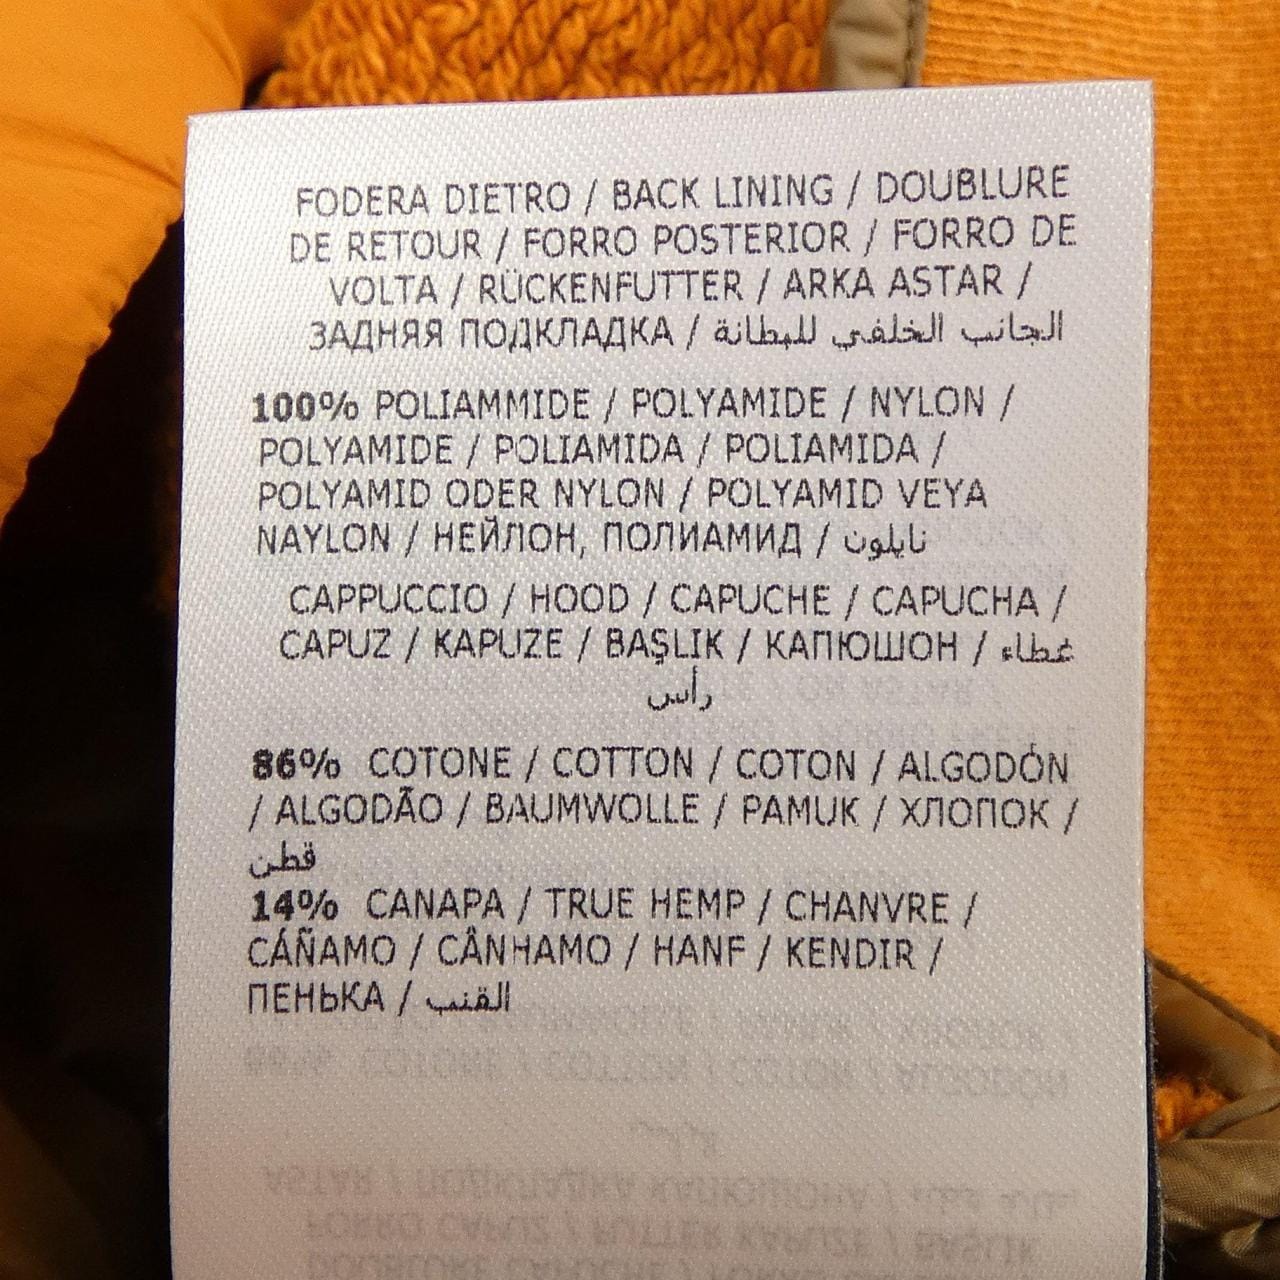 FODERA DIETRO / BACK LINING / DOUBLURE
DE RETOUR / FORRO POSTERIOR / FORRO DE
VOLTA / RÜCKENFUTTER / ARKA ASTAR /
ЗАДНЯЯ ПОДКЛАДКА / الجانب الخلفي للبطانة
100% POLIAMMIDE / POLYAMIDE / NYLON /
POLYAMIDE / POLIAMIDA / POLIAMIDA /
POLYAMID ODER NYLON / POLYAMID VEYA
NAYLON / НЕЙЛОН, ПОЛИАМИД / نايلون
CAPPUCCIO / HOOD / CAPUCHE / CAPUCHA /
CAPUZ / KAPUZE / BAŞLIK / КАПЮШОН / غطاء
رأس
86% COTONE / COTTON / COTON / ALGODÓN
/ ALGODÃO / BAUMWOLLE / PAMUK / ХЛОПОК /
قطن
14% CANAPA / TRUE HEMP / CHANVRE /
CÁÑAMO / CÂNHAMO / HANF / KENDIR /
ПЕНЬКА / القنب